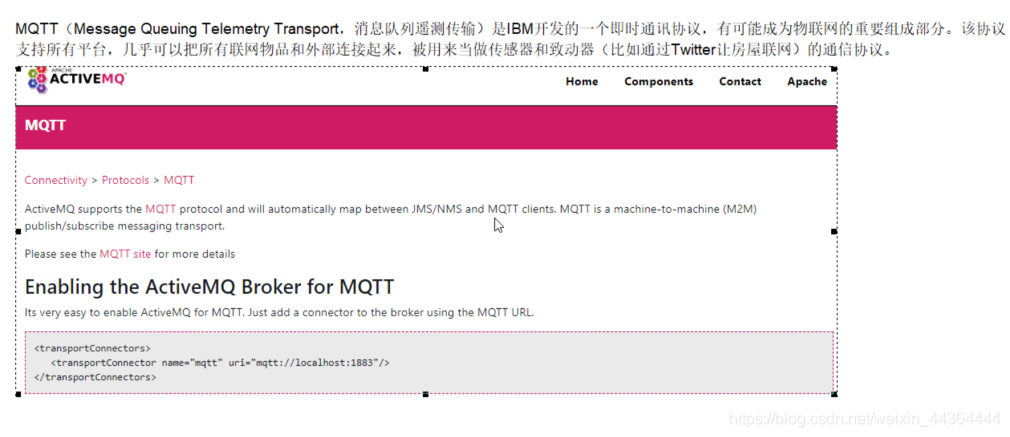 MQTT（Message Queuing Telemetry Transport，消息队列遥测传输）是IBM开发的一个即时通讯协议，有可能成为物联网的重要组成部分。该协议
支持所有平台，几乎可以把所有联网物品和外部连接起来，被用来当做传感器和致动器（比如通过Twitter让房屋联网）的通信协议。
APACHE
ACTIVEMQ™
Home Components Contact Apache
MQTT
Connectivity > Protocols > MQTT
ActiveMQ supports the MQTT protocol and will automatically map between JMS/NMS and MQTT clients. MQTT is a machine-to-machine (M2M)
publish/subscribe messaging transport.
Please see the MQTT site for more details
Enabling the ActiveMQ Broker for MQTT
Its very easy to enable ActiveMQ for MQTT. Just add a connector to the broker using the MQTT URL.
<transportConnectors>
<transportConnector name="mqtt" uri="mqtt://localhost:1883"/>
</transportConnectors>
https://blog.csdn.net/weixin_44364444